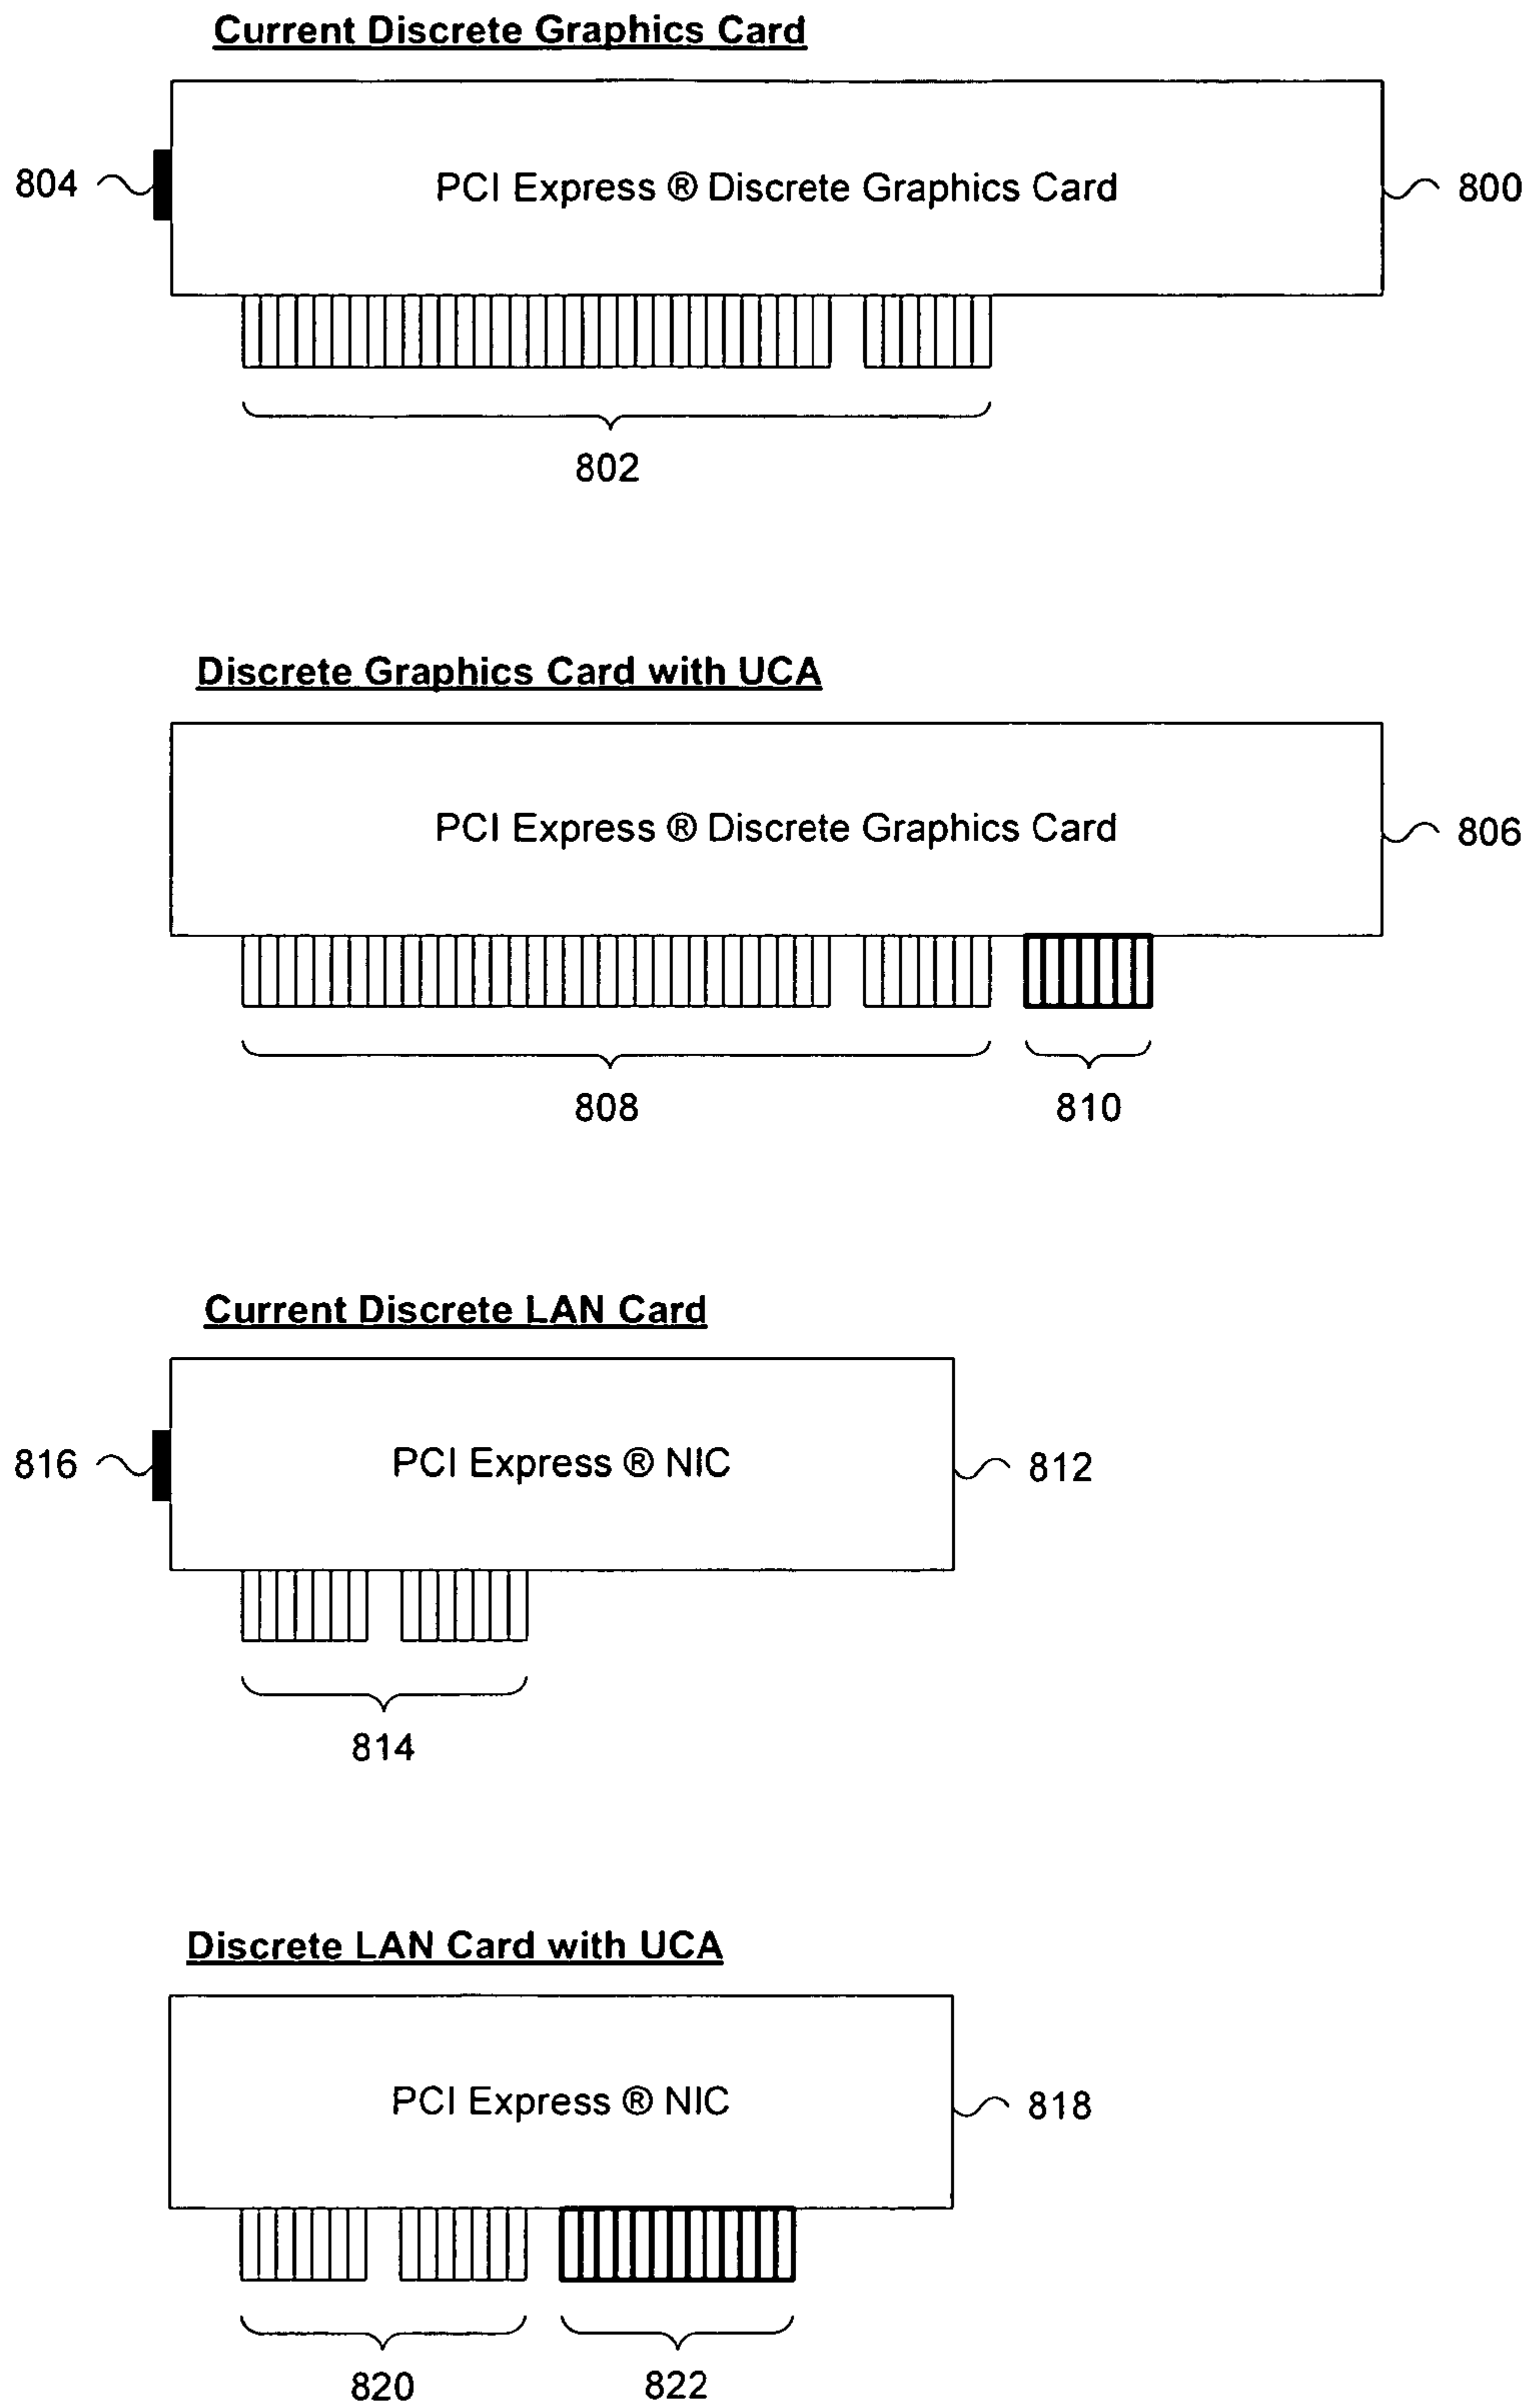 Current Discrete Graphics Card
804
PCI Express ® Discrete Graphics Card
800
802
Discrete Graphics Card with UCA
PCI Express ® Discrete Graphics Card
806
808
810
Current Discrete LAN Card
816
PCI Express ® NIC
812
814
Discrete LAN Card with UCA
PCI Express ® NIC
818
820
822